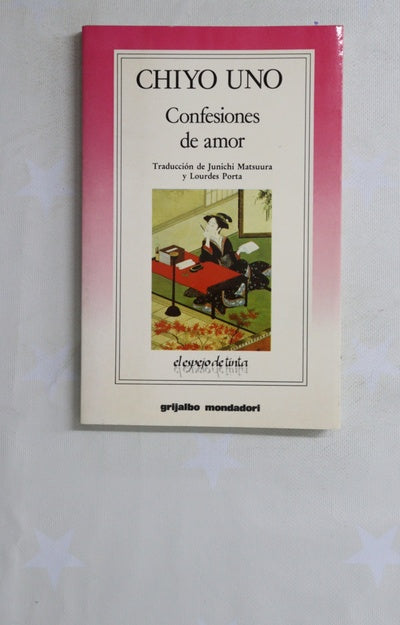 CHIYO UNO
Confesiones
de amor
Traducción de Junichi Matsuura
y Lourdes Porta
el espejo de tinta
grijalbo mondadori